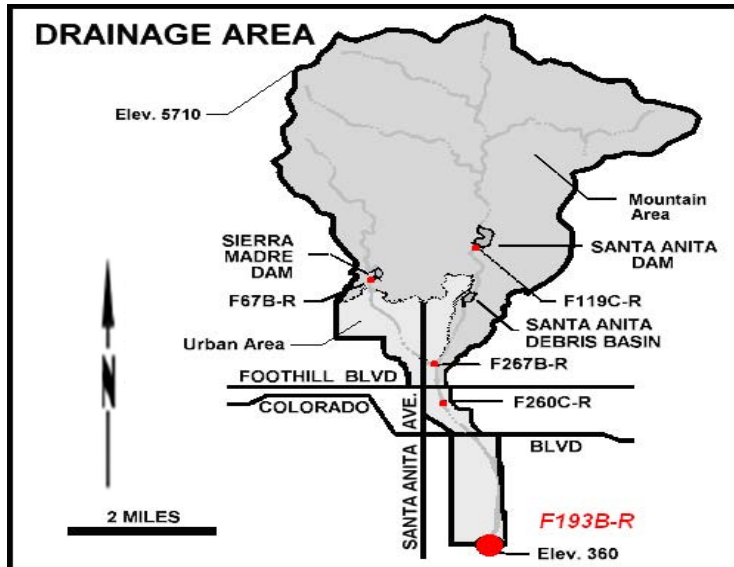 DRAINAGE AREA
Elev. 5710
Mountain
Area
SIERRA
MADRE
DAM
SANTA ANITA
DAM
F67B-R
F119C-R
SANTA ANITA
DEBRIS BASIN
Urban Area
F267B-R
FOOTHILL BLVD
F260C-R
COLORADO
BLVD
SANTA ANITA AVE.
N
2 MILES
F193B-R
Elev. 360